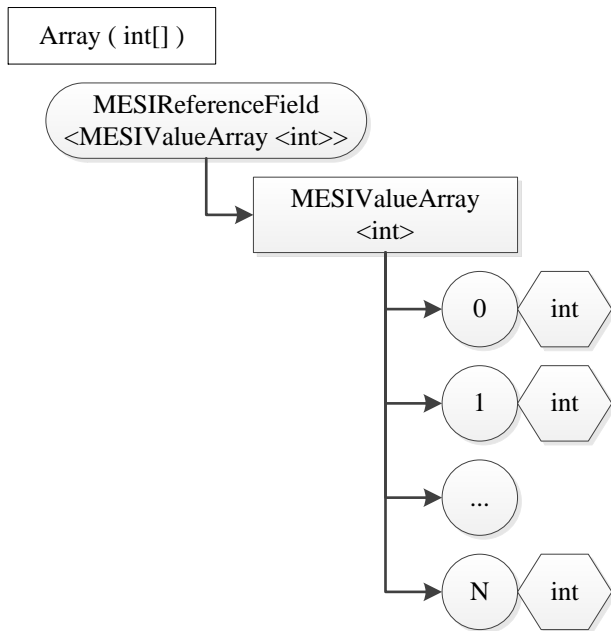 Array ( int[] )
MESIReferenceField
<MESIValueArray <int>>
MESIValueArray
<int>
0 int
1 int
...
N int